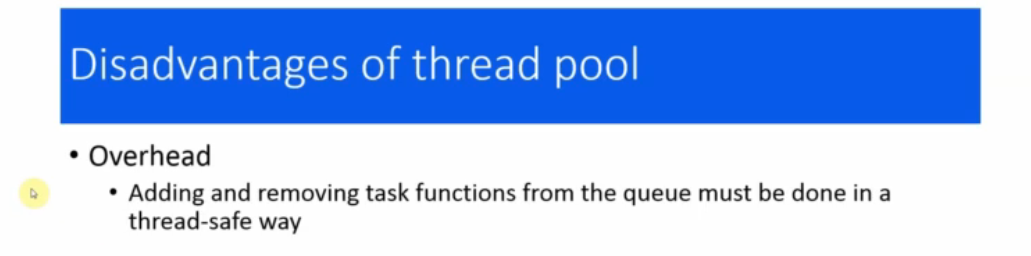 Disadvantages of thread pool
• Overhead
• Adding and removing task functions from the queue must be done in a
thread-safe way